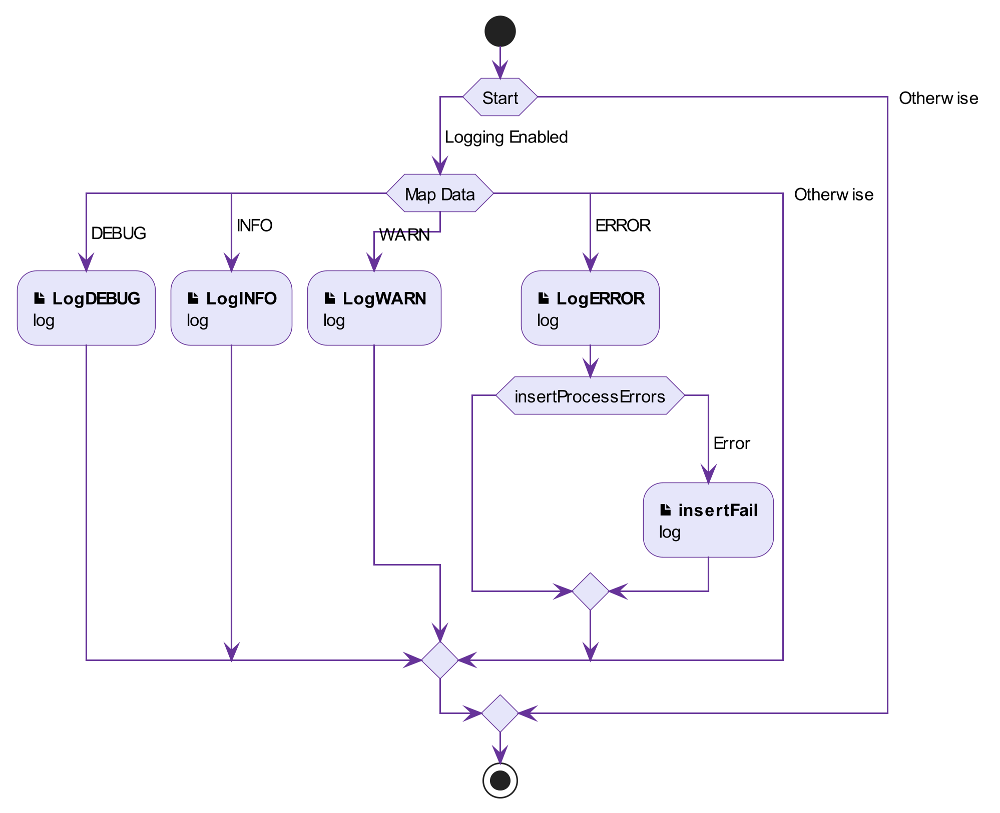 Start
Otherwise
Logging Enabled
Map Data
Otherwise
DEBUG
INFO
WARN
ERROR
LogDEBUG
log
LogINFO
log
LogWARN
log
LogERROR
log
insertProcessErrors
Error
insertFail
log